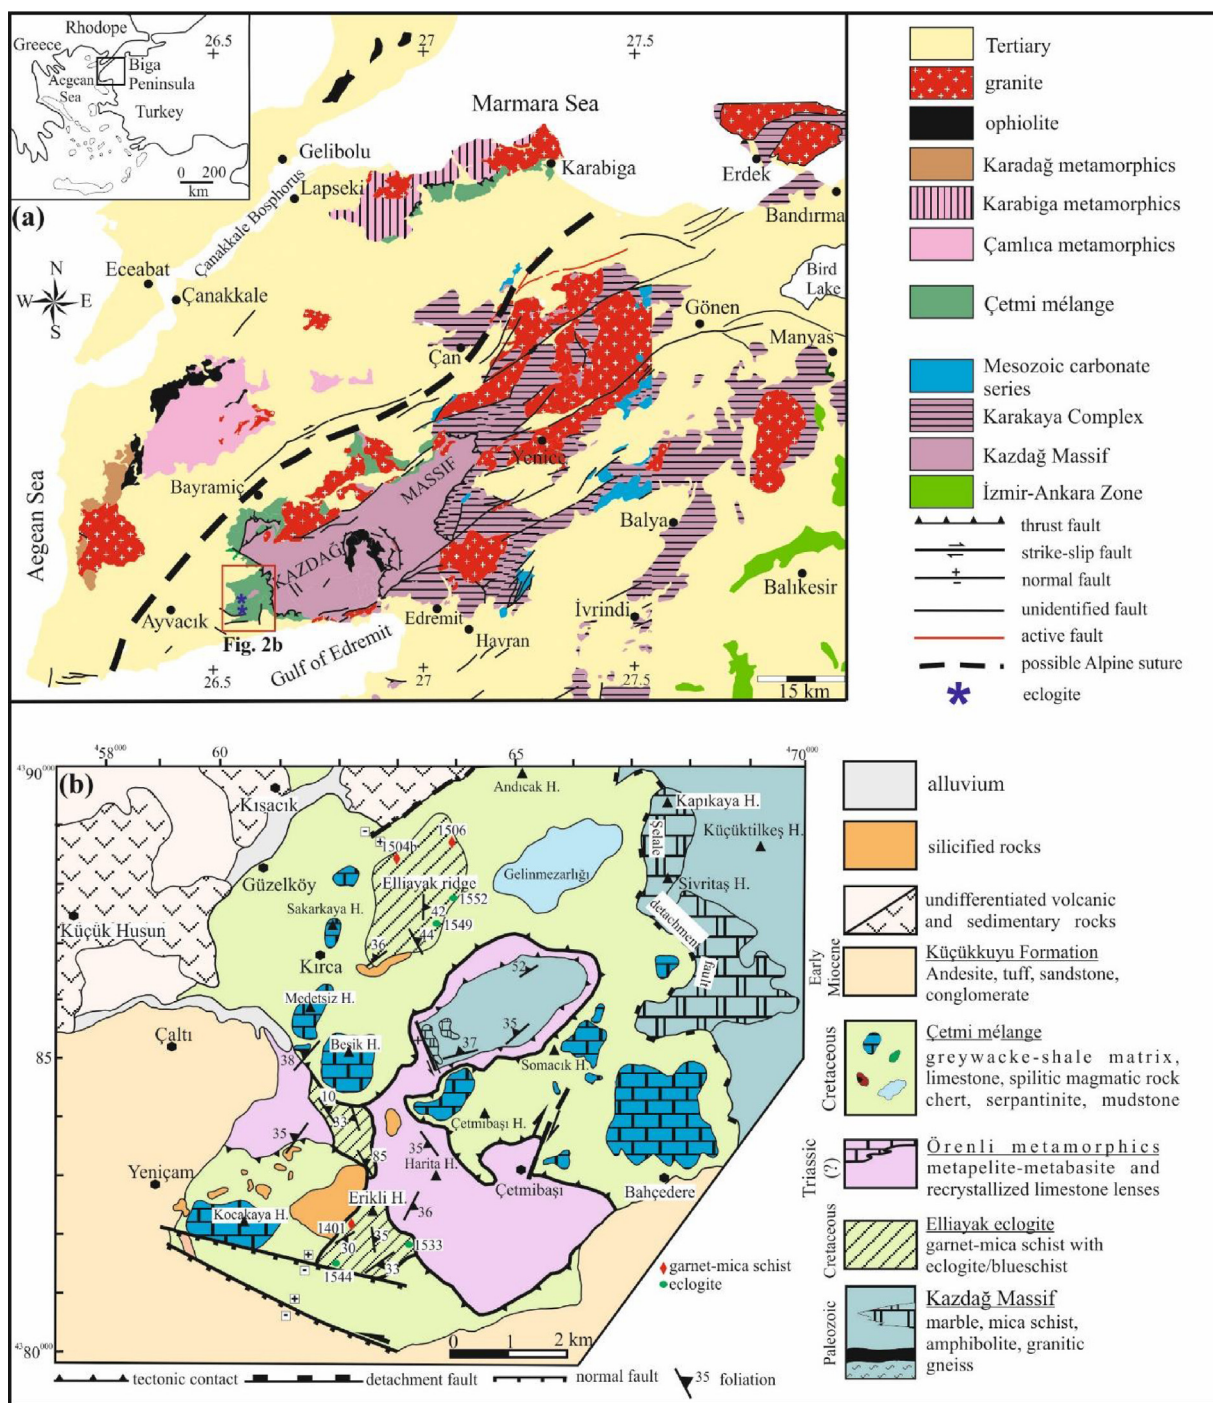 Rhodope
Greece
Aegean
Sea
Biga
Peninsula
Turkey
0 200
km
(a)
26.5
27
27.5
Marmara Sea
Gelibolu
Lapseki
Karabiga
Erdek
Bandırma
Çanakkale Bosphorus
Eceabat
Çanakkale
N
W E
S
Bird
Lake
Gönen
Manyas
Çan
Yenice
Bayramiç
MASSIF
KAZDAĞ
Balya
Balıkesir
Aegean Sea
Ayvacık
Fig. 2b
Edremit
Havran
İvrindi
Gulf of Edremit
26.5
27
27.5
15 km
Tertiary
granite
ophiolite
Karadağ metamorphics
Karabiga metamorphics
Çamlıca metamorphics
Çetmi mélange
Mesozoic carbonate
series
Karakaya Complex
Kazdağ Massif
İzmir-Ankara Zone
thrust fault
strike-slip fault
normal fault
unidentified fault
active fault
possible Alpine suture
eclogite
458000
60
65
470000
4390000
85
4380000
(b)
Kısacık
Andıcak H.
Kapıkaya H.
Küçüktilkeş H.
Şelale
detachment
fault
Sivritaş H.
1506
1504b
Güzelköy
Elliayak ridge
Gelinmezarlığı
1552
42
1549
44
36
Sakarkaya H.
Küçük Husun
Kırca
52
Medetsiz H.
Çaltı
Beşik H.
35
37
38
Somacık H.
10
33
Çetmibaşı H.
35
85
35
Harita H.
Yeniçam
Çetmibaşı
Bahçedere
Erikli H.
Kocakaya H.
1401
36
35
30
1533
33
1544
garnet-mica schist
eclogite
0 1 2 km
tectonic contact
detachment fault
normal fault
35 foliation
alluvium
silicified rocks
undifferentiated volcanic
and sedimentary rocks
Early
Miocene
Küçükkuyu Formation
Andesite, tuff, sandstone,
conglomerate
Cretaceous
Çetmi mélange
greywacke-shale matrix,
limestone, spilitic magmatic rock
chert, serpantinite, mudstone
Triassic
(?)
Örenli metamorphics
metapelite-metabasite and
recrystallized limestone lenses
Cretaceous
Elliayak eclogite
garnet-mica schist with
eclogite/blueschist
Paleozoic
Kazdağ Massif
marble, mica schist,
amphibolite, granitic
gneiss